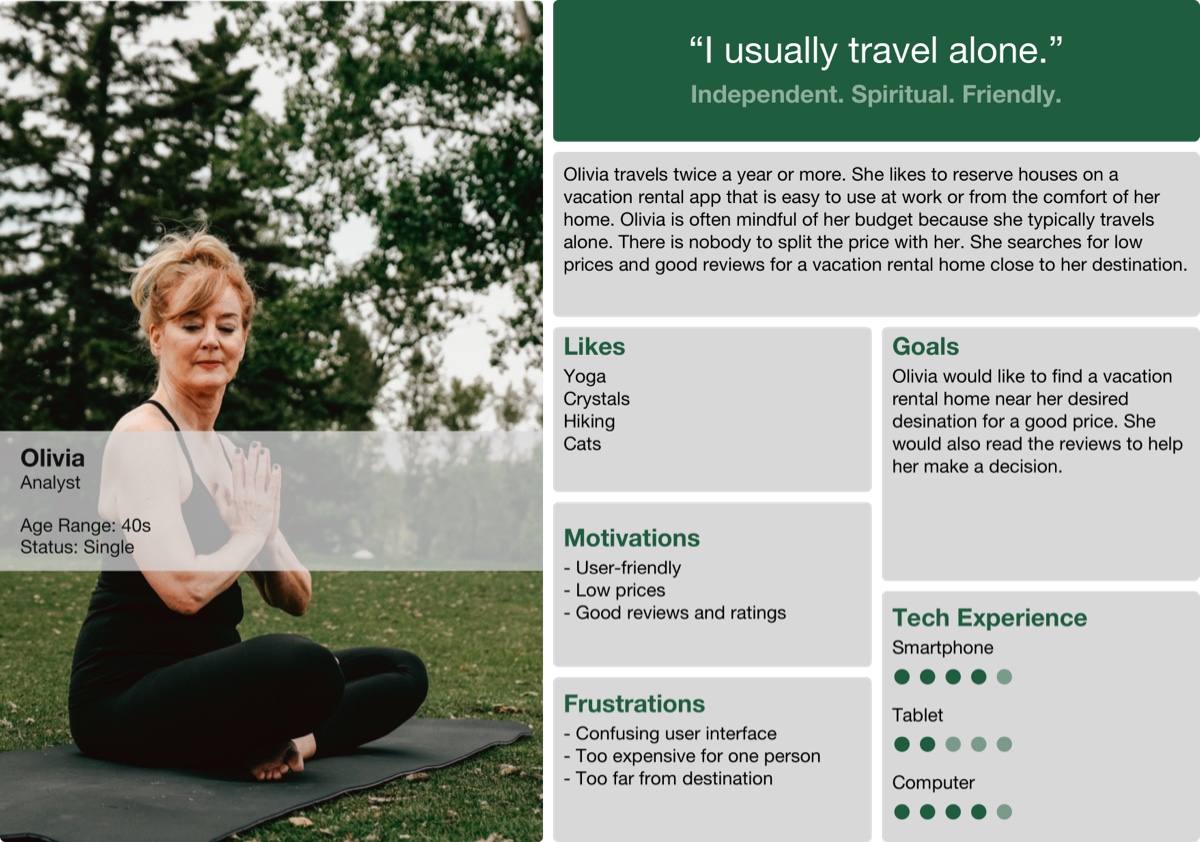 “I usually travel alone.”
Independent. Spiritual. Friendly.
Olivia travels twice a year or more. She likes to reserve houses on a
vacation rental app that is easy to use at work or from the comfort of her
home. Olivia is often mindful of her budget because she typically travels
alone. There is nobody to split the price with her. She searches for low
prices and good reviews for a vacation rental home close to her destination.
Olivia
Analyst
Age Range: 40s
Status: Single
Likes
Yoga
Crystals
Hiking
Cats
Motivations
- User-friendly
- Low prices
- Good reviews and ratings
Frustrations
- Confusing user interface
- Too expensive for one person
- Too far from destination
Goals
Olivia would like to find a vacation
rental home near her desired
desination for a good price. She
would also read the reviews to help
her make a decision.
Tech Experience
Smartphone
Tablet
Computer